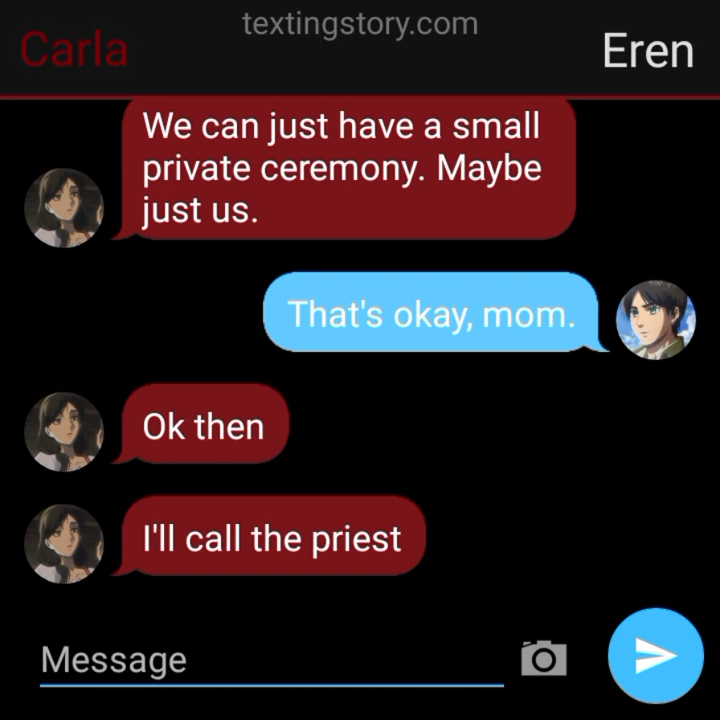 textingstory.com
Carla
Eren
We can just have a small
private ceremony. Maybe
just us.
That's okay, mom.
Ok then
I'll call the priest
Message